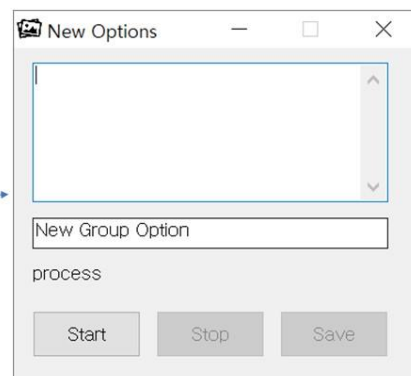 New Options
New Group Option
process
Start
Stop
Save